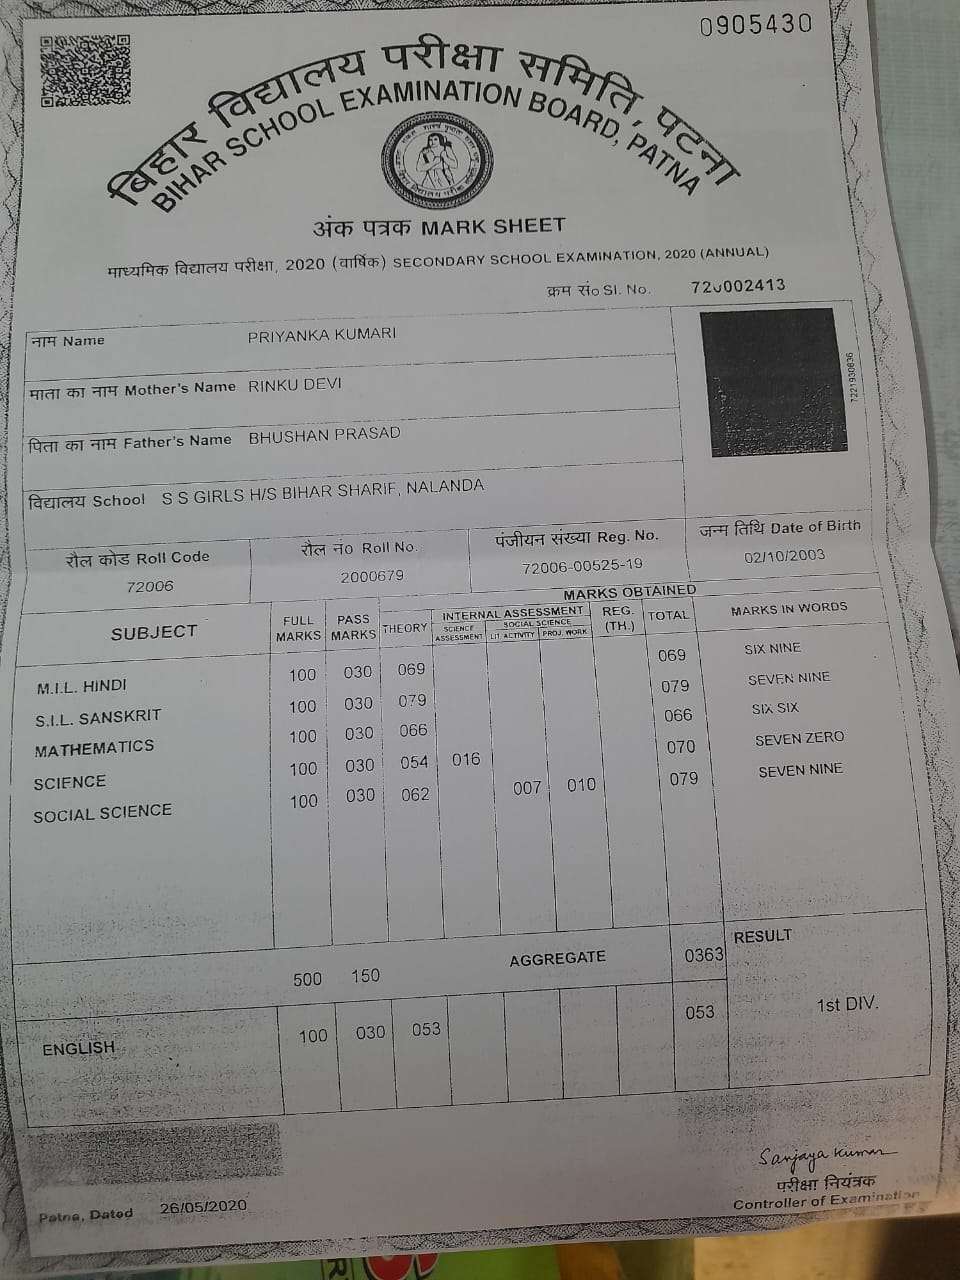 0905430
बिहार विद्यालय परीक्षा समिति, पटना
BIHAR SCHOOL EXAMINATION BOARD, PATNA
अंक पत्रक MARK SHEET
माध्यमिक विद्यालय परीक्षा, 2020 (वार्षिक) SECONDARY SCHOOL EXAMINATION, 2020 (ANNUAL)
क्रम सं० Sl. No. 720002413
नाम Name PRIYANKA KUMARI
माता का नाम Mother's Name RINKU DEVI
पिता का नाम Father's Name BHUSHAN PRASAD
विद्यालय School S S GIRLS H/S BIHAR SHARIF, NALANDA
7221930836
रौल कोड Roll Code रौल नं० Roll No. पंजीयन संख्या Reg. No. जन्म तिथि Date of Birth
72006 2000679 72006-00525-19 02/10/2003
MARKS OBTAINED
SUBJECT FULL MARKS PASS MARKS THEORY INTERNAL ASSESSMENT SCIENCE ASSESSMENT SOCIAL SCIENCE LIT. ACTIVITY PROJ. WORK REG. (TH.) TOTAL MARKS IN WORDS
M.I.L. HINDI 100 030 069 069 SIX NINE
S.I.L. SANSKRIT 100 030 079 079 SEVEN NINE
MATHEMATICS 100 030 066 066 SIX SIX
SCIENCE 100 030 054 016 070 SEVEN ZERO
SOCIAL SCIENCE 100 030 062 007 010 079 SEVEN NINE
500 150 AGGREGATE 0363 RESULT
ENGLISH 100 030 053 053 1st DIV.
Sanjaya Kumar
परीक्षा नियंत्रक
Controller of Examination
Patna, Dated 26/05/2020